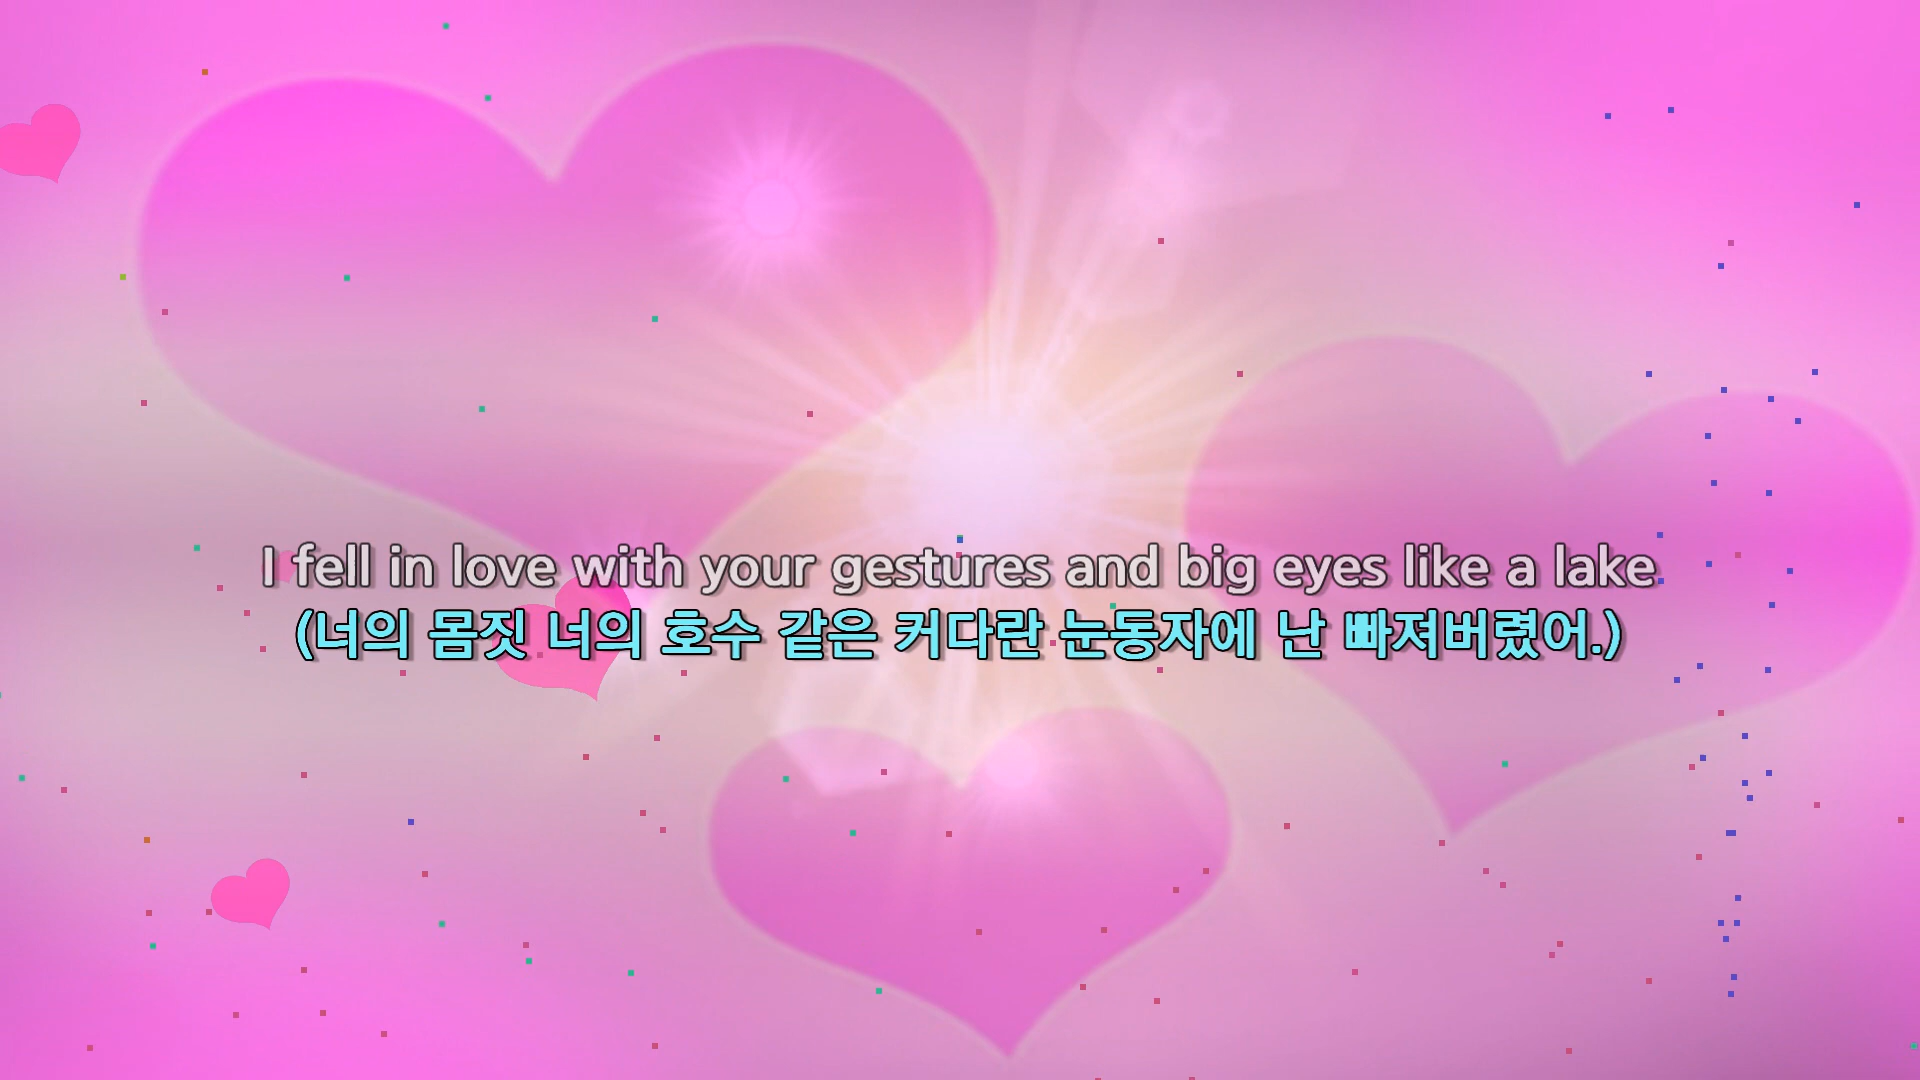 I fell in love with your gestures and big eyes like a lake
(너의 몸짓 너의 호수 같은 커다란 눈동자에 난 빠져버렸어.)